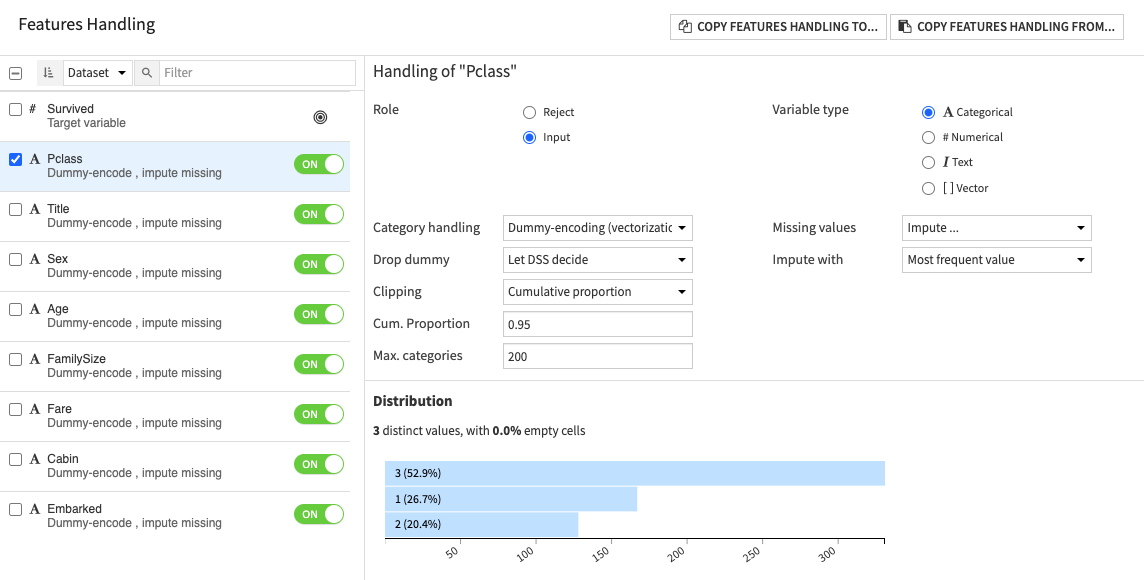 Features Handling
COPY FEATURES HANDLING TO...
COPY FEATURES HANDLING FROM...
Dataset
Filter
# Survived
Target variable
A Pclass
Dummy-encode , impute missing
ON
A Title
Dummy-encode , impute missing
ON
A Sex
Dummy-encode , impute missing
ON
A Age
Dummy-encode , impute missing
ON
A FamilySize
Dummy-encode , impute missing
ON
A Fare
Dummy-encode , impute missing
ON
A Cabin
Dummy-encode , impute missing
ON
A Embarked
Dummy-encode , impute missing
ON
Handling of "Pclass"
Role
Reject
Input
Variable type
A Categorical
# Numerical
I Text
[ ] Vector
Category handling
Dummy-encoding (vectorizatic
Missing values
Impute ...
Drop dummy
Let DSS decide
Impute with
Most frequent value
Clipping
Cumulative proportion
Cum. Proportion
0.95
Max. categories
200
Distribution
3 distinct values, with 0.0% empty cells
3 (52.9%)
1 (26.7%)
2 (20.4%)
50 100 150 200 250 300